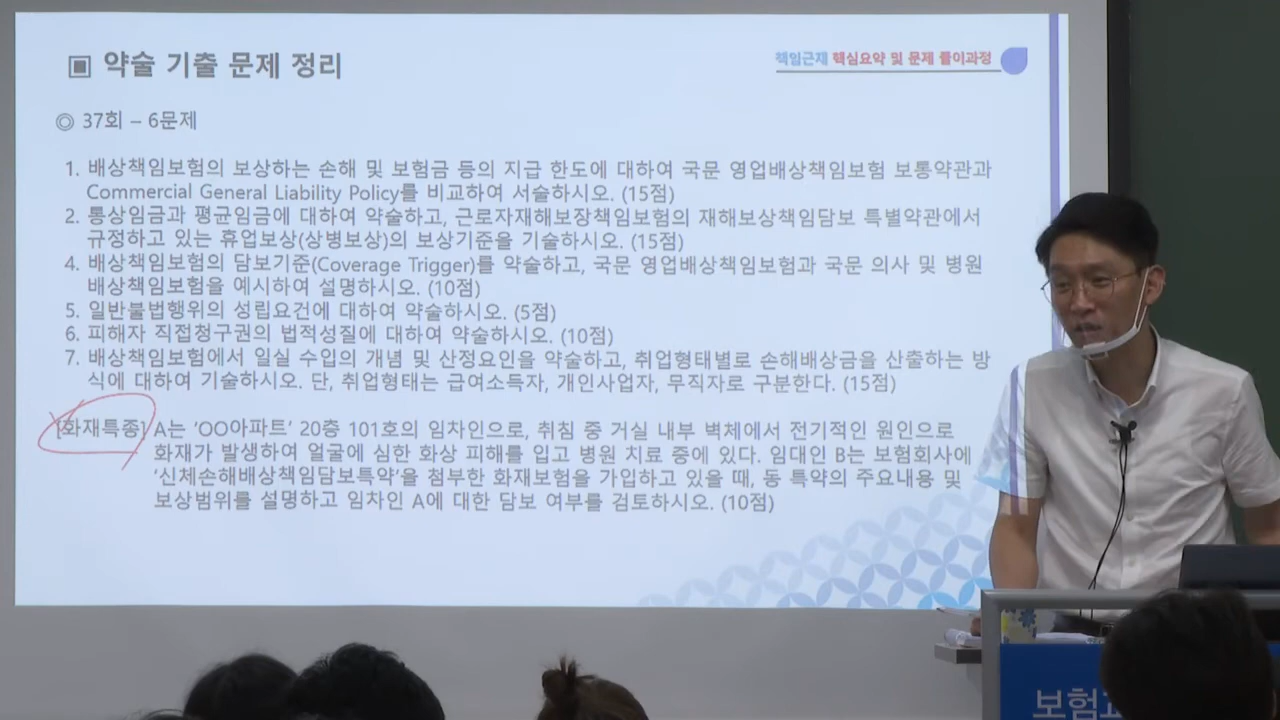 ▣ 약술 기출 문제 정리
책임근재 핵심요약 및 문제 풀이과정
◎ 37회 – 6문제
1. 배상책임보험의 보상하는 손해 및 보험금 등의 지급 한도에 대하여 국문 영업배상책임보험 보통약관과
Commercial General Liability Policy를 비교하여 서술하시오. (15점)
2. 통상임금과 평균임금에 대하여 약술하고, 근로자재해보장책임보험의 재해보상책임담보 특별약관에서
규정하고 있는 휴업보상(상병보상)의 보상기준을 기술하시오. (15점)
4. 배상책임보험의 담보기준(Coverage Trigger)를 약술하고, 국문 영업배상책임보험과 국문 의사 및 병원
배상책임보험을 예시하여 설명하시오. (10점)
5. 일반불법행위의 성립요건에 대하여 약술하시오. (5점)
6. 피해자 직접청구권의 법적성질에 대하여 약술하시오. (10점)
7. 배상책임보험에서 일실 수입의 개념 및 산정요인을 약술하고, 취업형태별로 손해배상금을 산출하는 방
식에 대하여 기술하시오. 단, 취업형태는 급여소득자, 개인사업자, 무직자로 구분한다. (15점)
[화재특종] A는 'OO아파트' 20층 101호의 임차인으로, 취침 중 거실 내부 벽체에서 전기적인 원인으로
화재가 발생하여 얼굴에 심한 화상 피해를 입고 병원 치료 중에 있다. 임대인 B는 보험회사에
'신체손해배상책임담보특약'을 첨부한 화재보험을 가입하고 있을 때, 동 특약의 주요내용 및
보상범위를 설명하고 임차인 A에 대한 담보 여부를 검토하시오. (10점)
보험